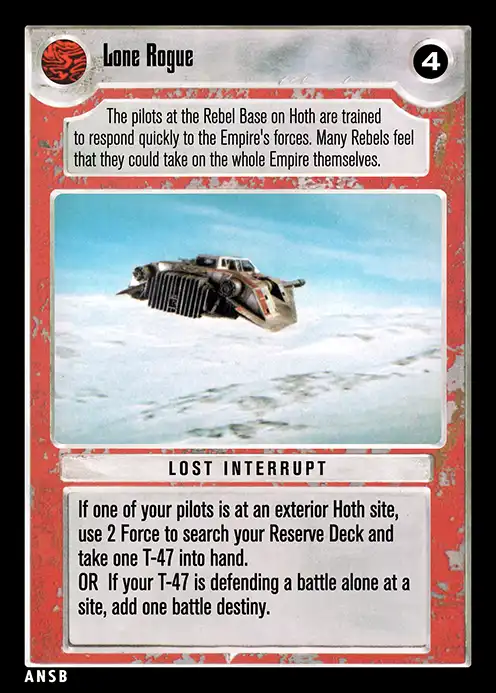 Lone Rogue
4
The pilots at the Rebel Base on Hoth are trained
to respond quickly to the Empire's forces. Many Rebels feel
that they could take on the whole Empire themselves.
LOST INTERRUPT
If one of your pilots is at an exterior Hoth site,
use 2 Force to search your Reserve Deck and
take one T-47 into hand.
OR If your T-47 is defending a battle alone at a
site, add one battle destiny.
ANSB